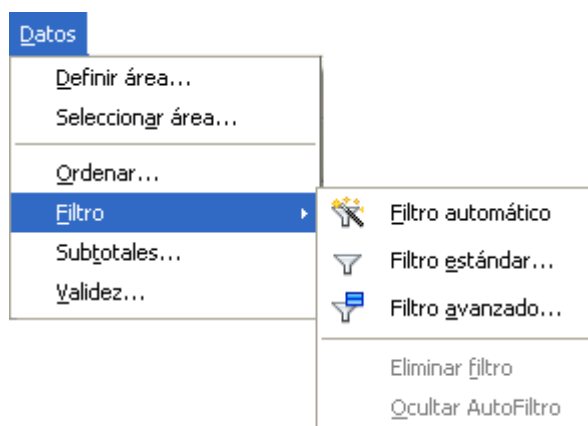 Datos
Definir área...
Seleccionar área...
Ordenar...
Filtro
Subtotales...
Validez...
Filtro automático
Filtro estándar...
Filtro avanzado...
Eliminar filtro
Ocultar AutoFiltro